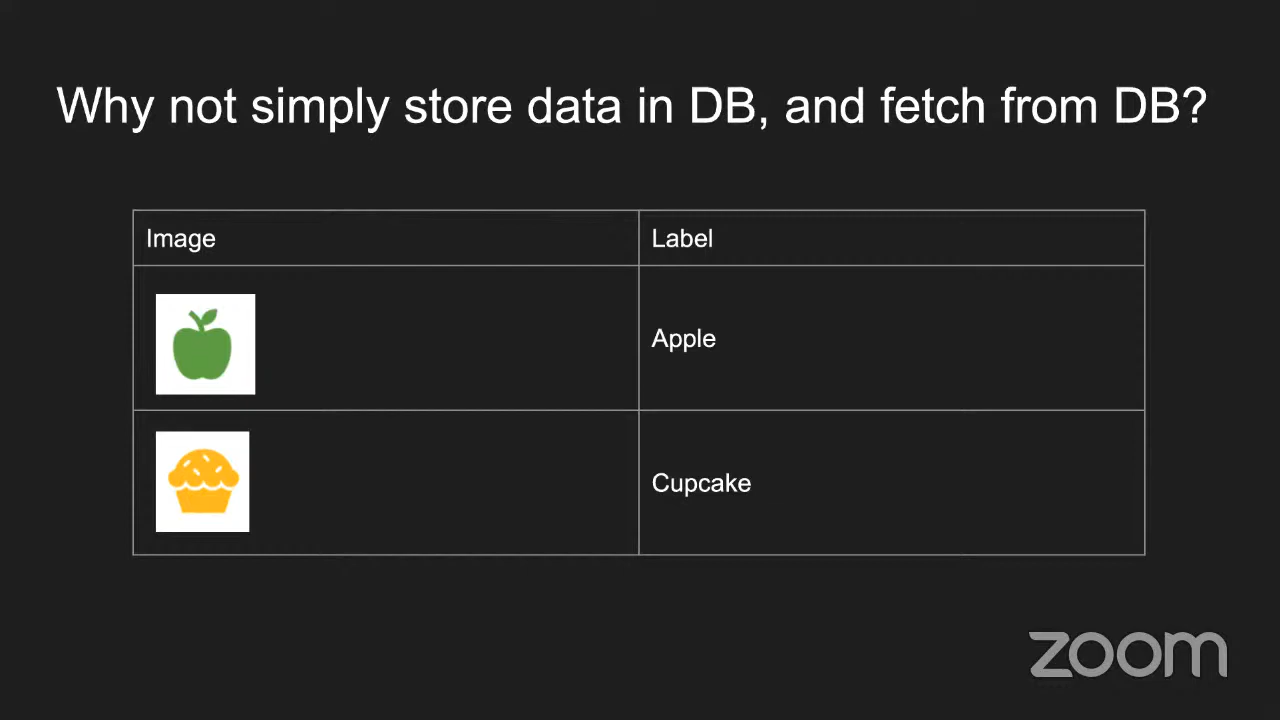 Why not simply store data in DB, and fetch from DB?
Image
Label
Apple
Cupcake
zoom